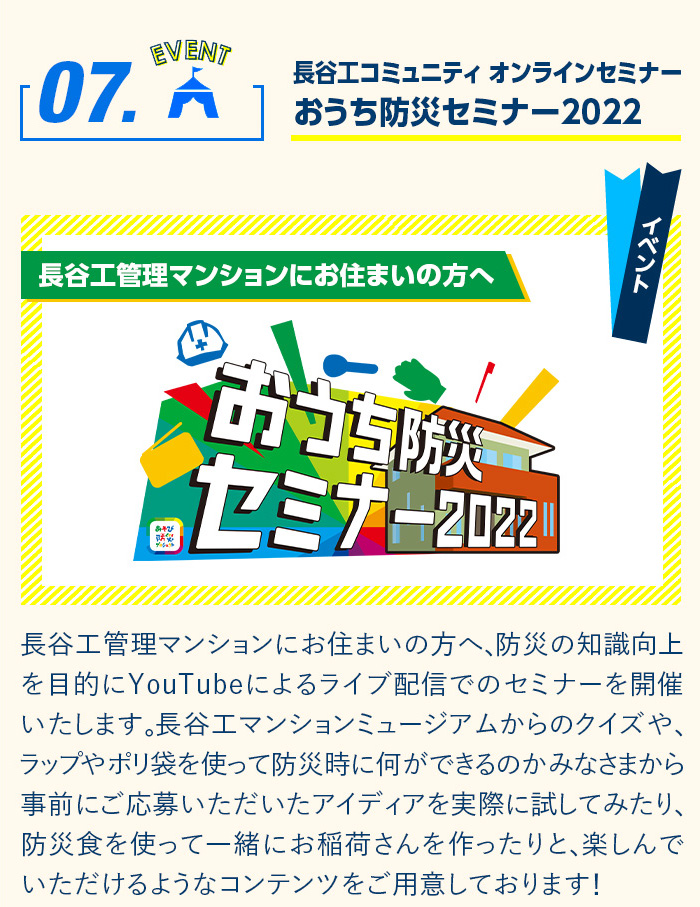 07.
EVENT
長谷工コミュニティ オンラインセミナー
おうち防災セミナー2022
イベント
長谷工管理マンションにお住まいの方へ
おうち防災
セミナー2022
長谷工管理マンションにお住まいの方へ、防災の知識向上
を目的にYouTubeによるライブ配信でのセミナーを開催
いたします。長谷工マンションミュージアムからのクイズや、
ラップやポリ袋を使って防災時に何ができるのかみなさまから
事前にご応募いただいたアイディアを実際に試してみたり、
防災食を使って一緒にお稲荷さんを作ったりと、楽しんで
いただけるようなコンテンツをご用意しております!